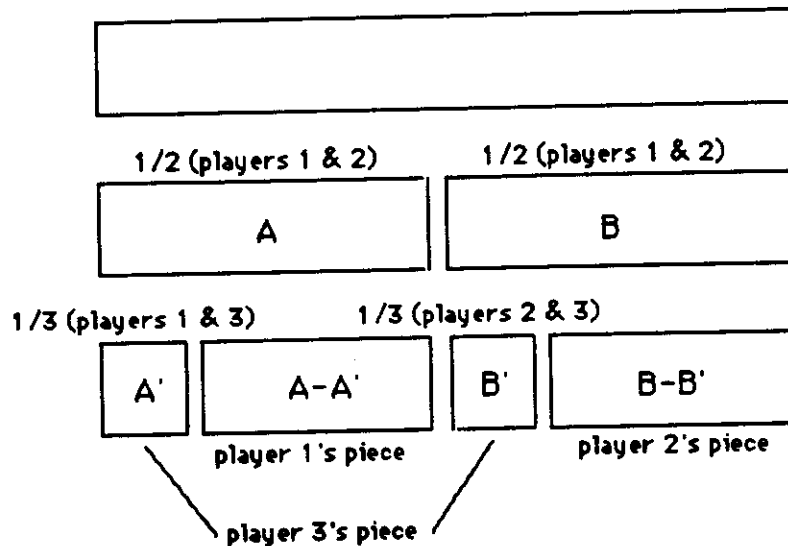 1/2 (players 1 & 2) 1/2 (players 1 & 2)
A B
1/3 (players 1 & 3) 1/3 (players 2 & 3)
A' A-A' B' B-B'
player 1's piece player 2's piece
player 3's piece